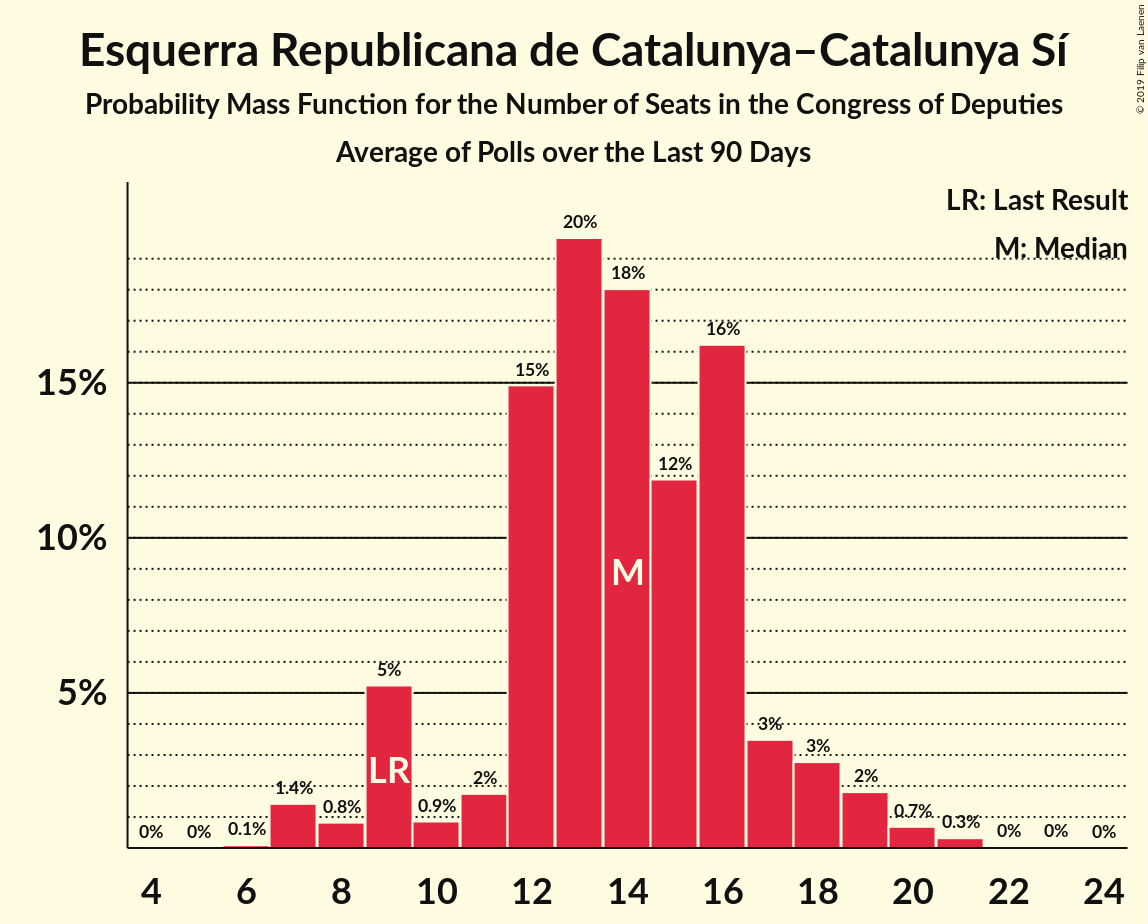 Esquerra Republicana de Catalunya–Catalunya Sí
Probability Mass Function for the Number of Seats in the Congress of Deputies
Average of Polls over the Last 90 Days
© 2019 Filip van Laenen
LR: Last Result
M: Median
15%
10%
5%
0%
0%
0.1%
1.4%
0.8%
5%
0.9%
2%
15%
20%
18%
12%
16%
3%
3%
2%
0.7%
0.3%
0%
0%
0%
LR
M
4 6 8 10 12 14 16 18 20 22 24